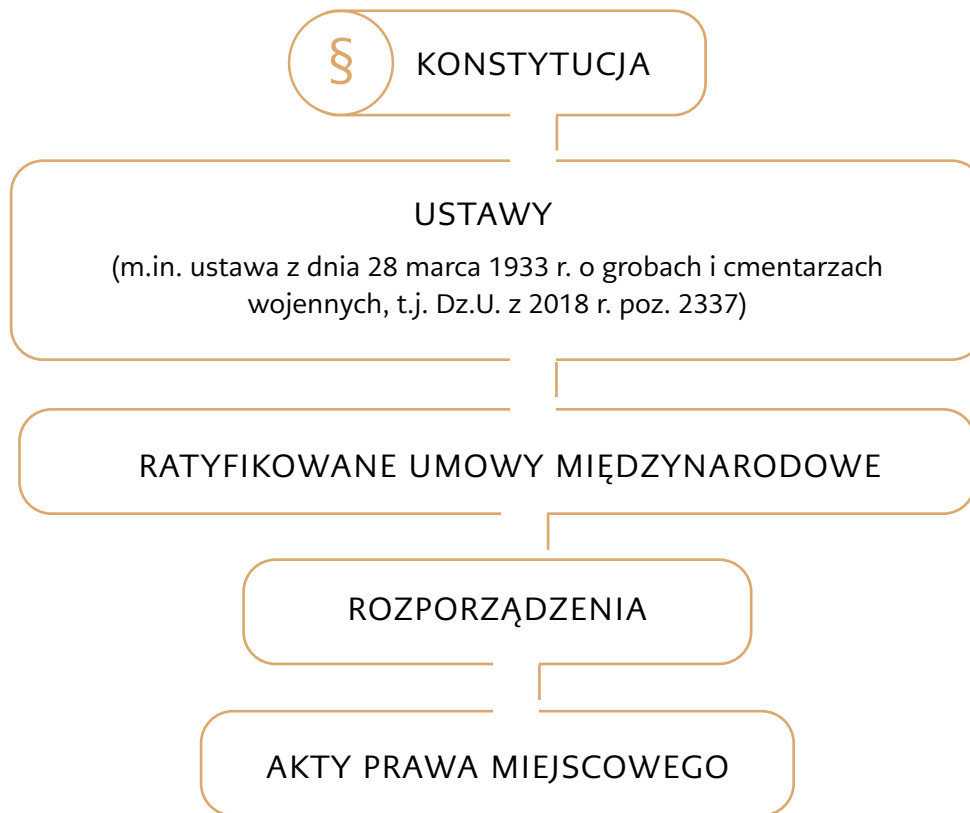 § KONSTYTUCJA
USTAWY
(m.in. ustawa z dnia 28 marca 1933 r. o grobach i cmentarzach
wojennych, t.j. Dz.U. z 2018 r. poz. 2337)
RATYFIKOWANE UMOWY MIĘDZYNARODOWE
ROZPORZĄDZENIA
AKTY PRAWA MIEJSCOWEGO